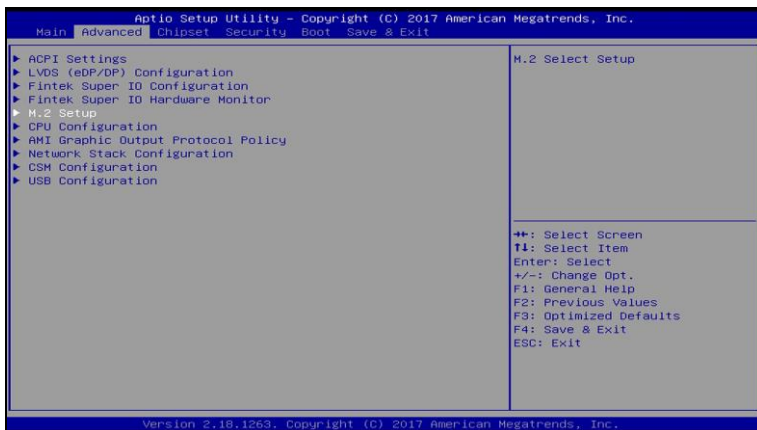 Aptio Setup Utility – Copyright (C) 2017 American Megatrends, Inc.
Main Advanced Chipset Security Boot Save & Exit
► ACPI Settings
► LVDS (eDP/DP) Configuration
► Fintek Super IO Configuration
► Fintek Super IO Hardware Monitor
► M.2 Setup
► CPU Configuration
► AMI Graphic Output Protocol Policy
► Network Stack Configuration
► CSM Configuration
► USB Configuration
M.2 Select Setup
→←: Select Screen
↑↓: Select Item
Enter: Select
+/-: Change Opt.
F1: General Help
F2: Previous Values
F3: Optimized Defaults
F4: Save & Exit
ESC: Exit
Version 2.18.1263. Copyright (C) 2017 American Megatrends, Inc.